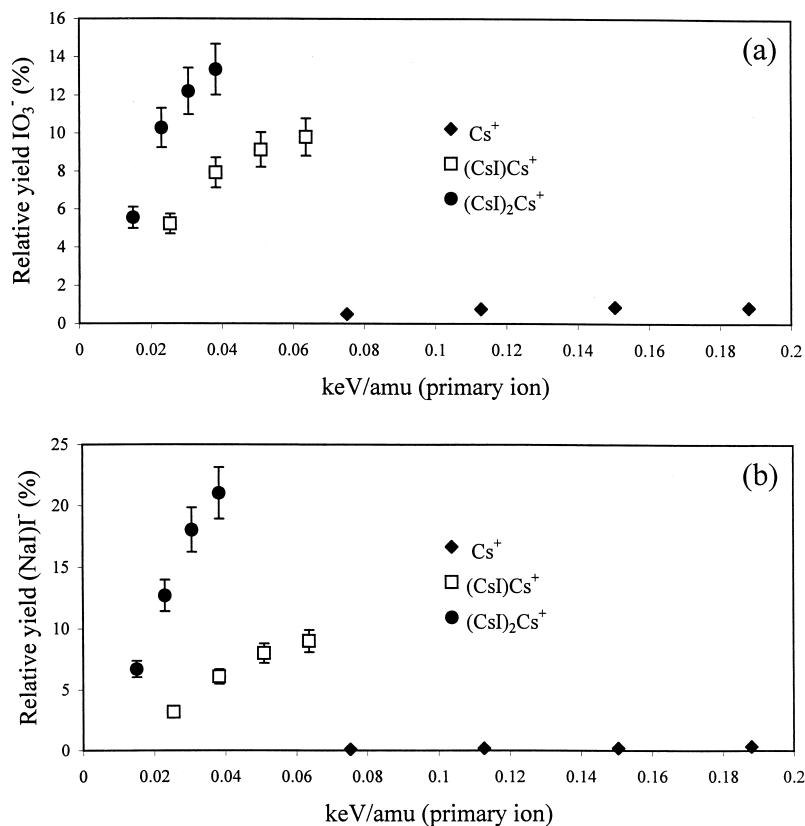 (a)
Relative yield IO₃⁻ (%)
16
14
12
10
8
6
4
2
0
Cs⁺
(CsI)Cs⁺
(CsI)₂Cs⁺
0 0.02 0.04 0.06 0.08 0.1 0.12 0.14 0.16 0.18 0.2
keV/amu (primary ion)
(b)
Relative yield (NaI)I⁻ (%)
25
20
15
10
5
0
Cs⁺
(CsI)Cs⁺
(CsI)₂Cs⁺
0 0.02 0.04 0.06 0.08 0.1 0.12 0.14 0.16 0.18 0.2
keV/amu (primary ion)